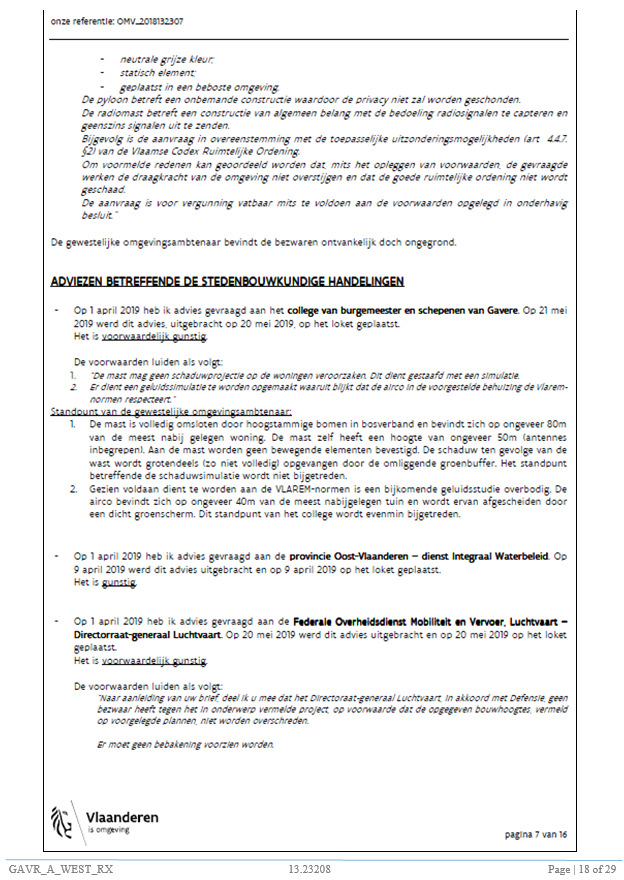 onze referentie: OMV_2018132307
- neutrale grijze kleur;
- statisch element;
- geplaatst in een beboste omgeving.
De pyloon betreft een onbemande constructie waardoor de privacy niet zal worden geschonden.
De radiomast betreft een constructie van algemeen belang met de bedoeling radiosignalen te capteren en
geenszins signalen uit te zenden.
Bijgevolg is de aanvraag in overeenstemming met de toepasselijke uitzonderingsmogelijkheden (art. 4.4.7.
§2) van de Vlaamse Codex Ruimtelijke Ordening.
Om voormelde redenen kan geoordeeld worden dat, mits het opleggen van voorwaarden, de gevraagde
werken de draagkracht van de omgeving niet overstijgen en dat de goede ruimtelijke ordening niet wordt
geschaad.
De aanvraag is voor vergunning vatbaar mits te voldoen aan de voorwaarden opgelegd in onderhavig
besluit."
De gewestelijke omgevingsambtenaar bevindt de bezwaren ontvankelijk doch ongegrond.
ADVIEZEN BETREFFENDE DE STEDENBOUWKUNDIGE HANDELINGEN
- Op 1 april 2019 heb ik advies gevraagd aan het college van burgemeester en schepenen van Gavere. Op 21 mei
2019 werd dit advies, uitgebracht op 20 mei 2019, op het loket geplaatst.
Het is voorwaardelijk gunstig.
De voorwaarden luiden als volgt:
1. "De mast mag geen schaduwprojectie op de woningen veroorzaken. Dit dient gestaafd met een simulatie.
2. Er dient een geluidssimulatie te worden opgemaakt waaruit blijkt dat de airco in de voorgestelde behuizing de Vlarem-
normen respecteert."
Standpunt van de gewestelijke omgevingsambtenaar:
1. De mast is volledig omsloten door hoogstammige bomen in bosverband en bevindt zich op ongeveer 80m
van de meest nabij gelegen woning. De mast zelf heeft een hoogte van ongeveer 50m (antennes
inbegrepen). Aan de mast worden geen bewegende elementen bevestigd. De schaduw ten gevolge van de
wast wordt grotendeels (zo niet volledig) opgevangen door de omliggende groenbuffer. Het standpunt
betreffende de schaduwsimulatie wordt niet bijgetreden.
2. Gezien voldaan dient te worden aan de VLAREM-normen is een bijkomende geluidsstudie overbodig. De
airco bevindt zich op ongeveer 40m van de meest nabijgelegen tuin en wordt ervan afgescheiden door
een dicht groenscherm. Dit standpunt van het college wordt evenmin bijgetreden.
- Op 1 april 2019 heb ik advies gevraagd aan de provincie Oost-Vlaanderen – dienst Integraal Waterbeleid. Op
9 april 2019 werd dit advies uitgebracht en op 9 april 2019 op het loket geplaatst.
Het is gunstig.
- Op 1 april 2019 heb ik advies gevraagd aan de Federale Overheidsdienst Mobiliteit en Vervoer, Luchtvaart –
Directorraat-generaal Luchtvaart. Op 20 mei 2019 werd dit advies uitgebracht en op 20 mei 2019 op het loket
geplaatst.
Het is voorwaardelijk gunstig.
De voorwaarden luiden als volgt:
"Naar aanleiding van uw brief, deel ik u mee dat het Directoraat-generaal Luchtvaart, in akkoord met Defensie, geen
bezwaar heeft tegen het in onderwerp vermelde project, op voorwaarde dat de opgegeven bouwhoogtes, vermeld
op voorgelegde plannen, niet worden overschreden.
Er moet geen bebakening voorzien worden.
Vlaanderen
is omgeving
pagina 7 van 16
GAVR_A_WEST_RX 13.23208 Page | 18 of 29